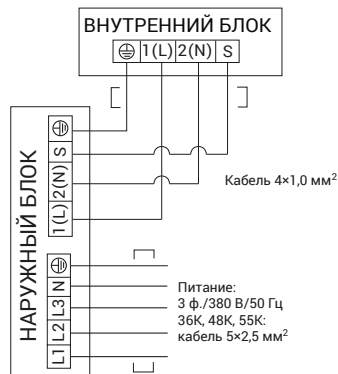 ВНУТРЕННИЙ БЛОК
1(L) 2(N) S
НАРУЖНЫЙ БЛОК
S
2(N)
1(L)
Кабель 4×1,0 мм²
N
L3
L2
L1
Питание:
3 ф./380 В/50 Гц
36K, 48K, 55K:
кабель 5×2,5 мм²